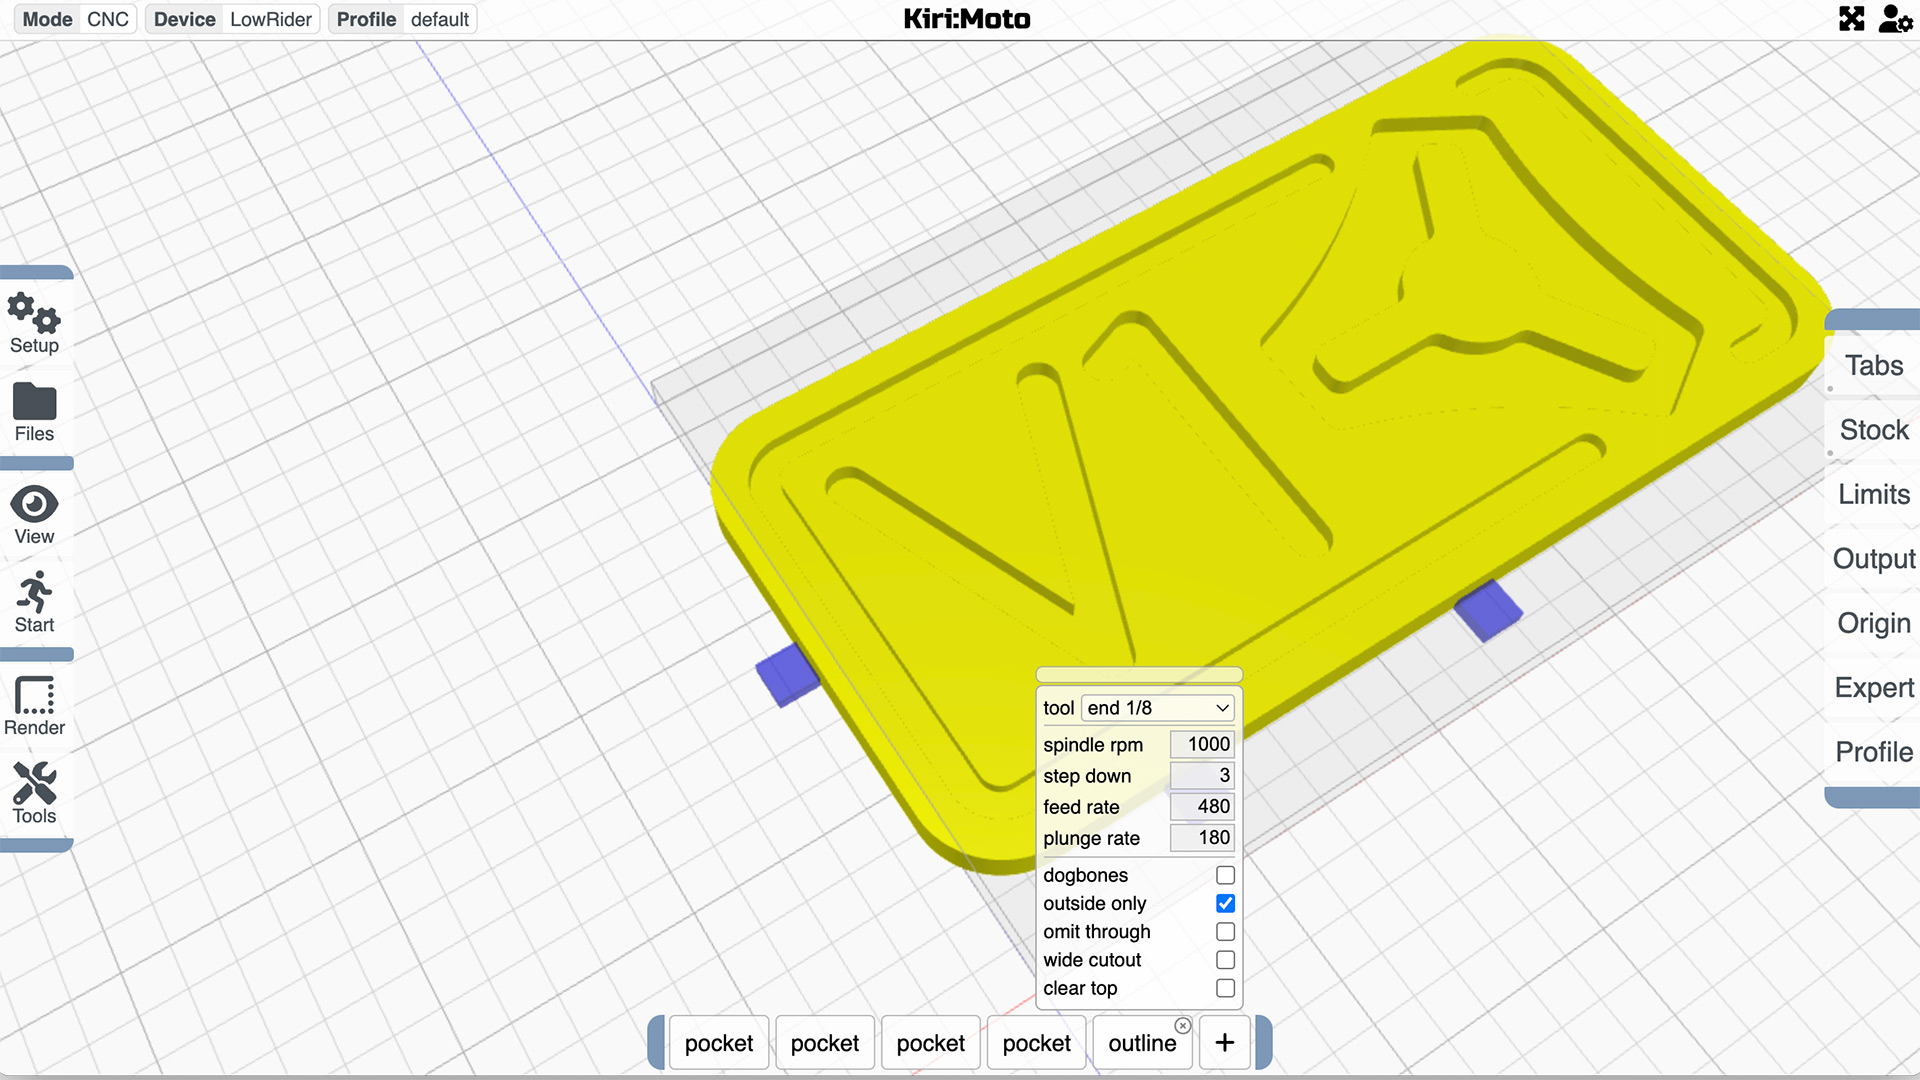 Mode CNC Device LowRider Profile default
Kiri:Moto
Setup
Files
View
Start
Render
Tools
Tabs
Stock
Limits
Output
Origin
Expert
Profile
tool end 1/8
spindle rpm 1000
step down 3
feed rate 480
plunge rate 180
dogbones
outside only
omit through
wide cutout
clear top
pocket pocket pocket pocket outline +